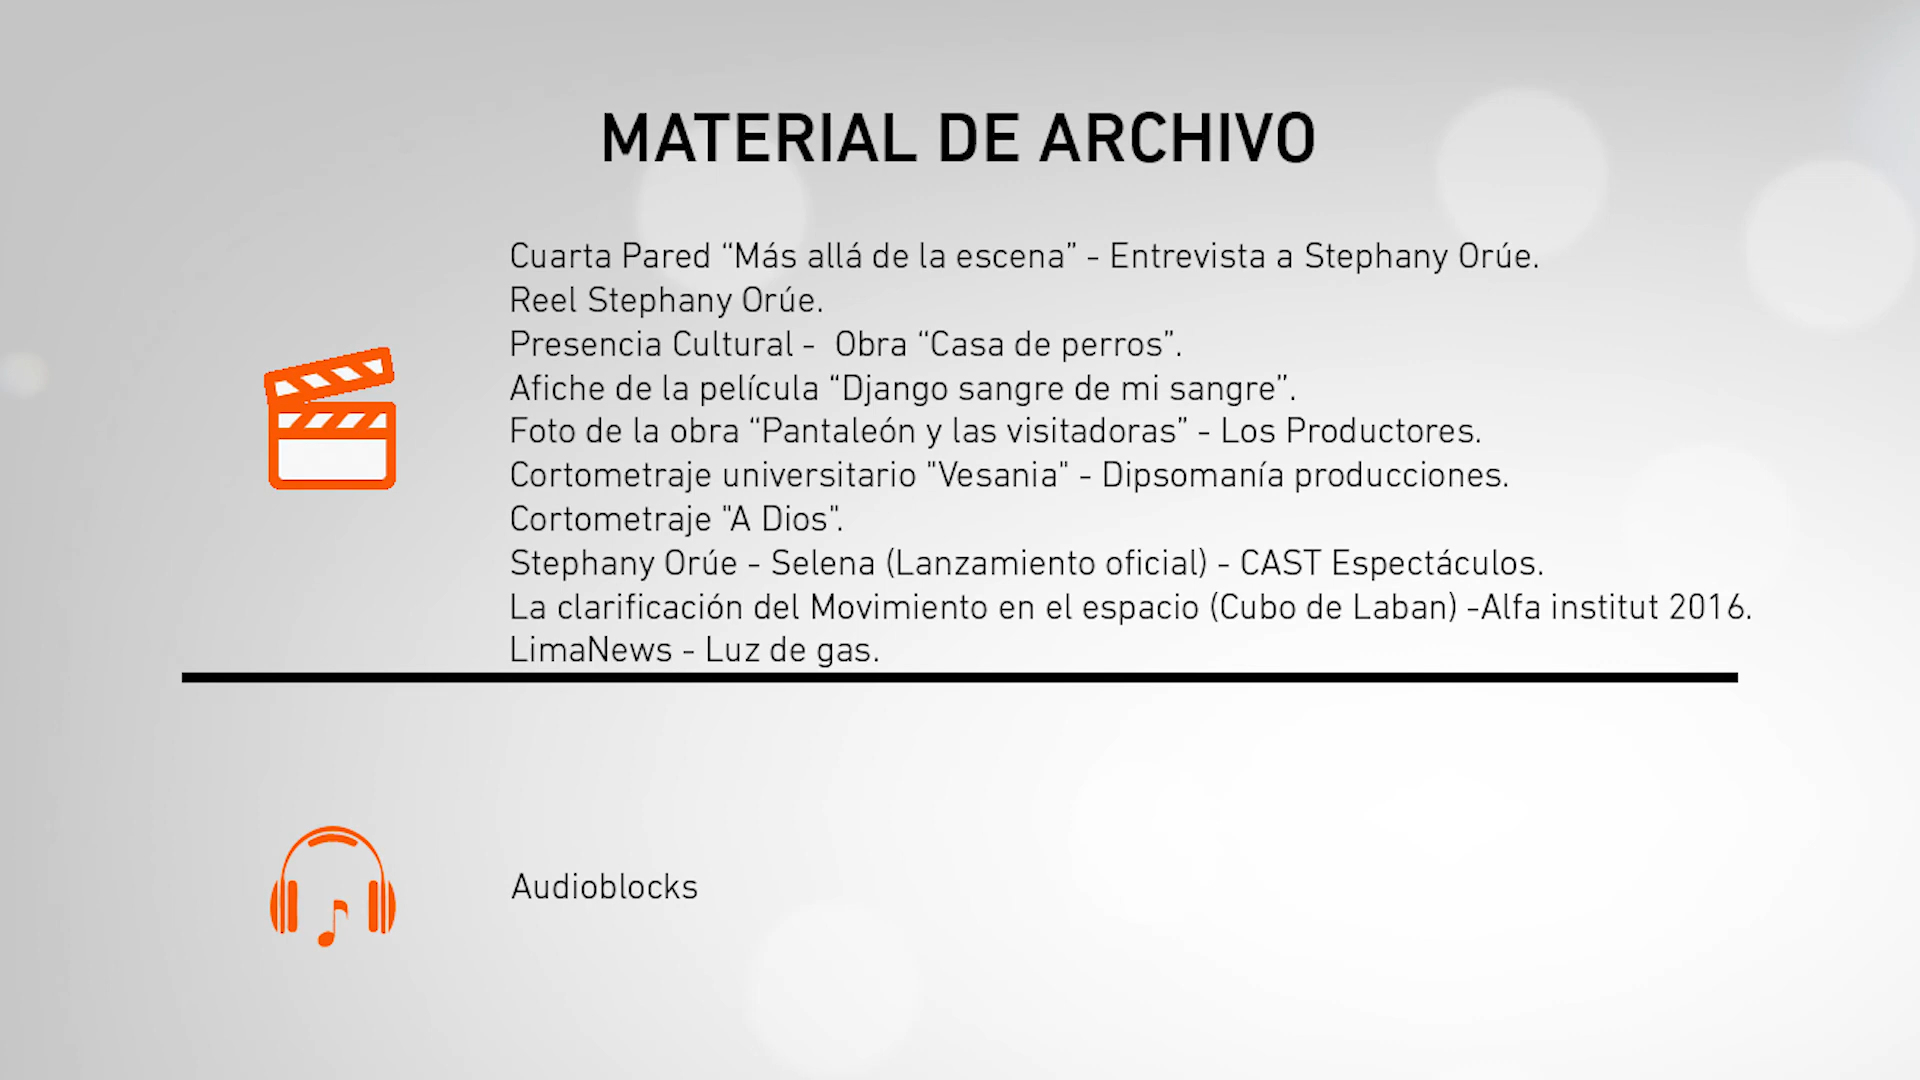 MATERIAL DE ARCHIVO
Cuarta Pared “Más allá de la escena” - Entrevista a Stephany Orúe.
Reel Stephany Orúe.
Presencia Cultural -  Obra “Casa de perros”.
Afiche de la película “Django sangre de mi sangre”.
Foto de la obra “Pantaleón y las visitadoras” - Los Productores.
Cortometraje universitario "Vesania" - Dipsomanía producciones.
Cortometraje "A Dios".
Stephany Orúe - Selena (Lanzamiento oficial) - CAST Espectáculos.
La clarificación del Movimiento en el espacio (Cubo de Laban) -Alfa institut 2016.
LimaNews - Luz de gas.
Audioblocks